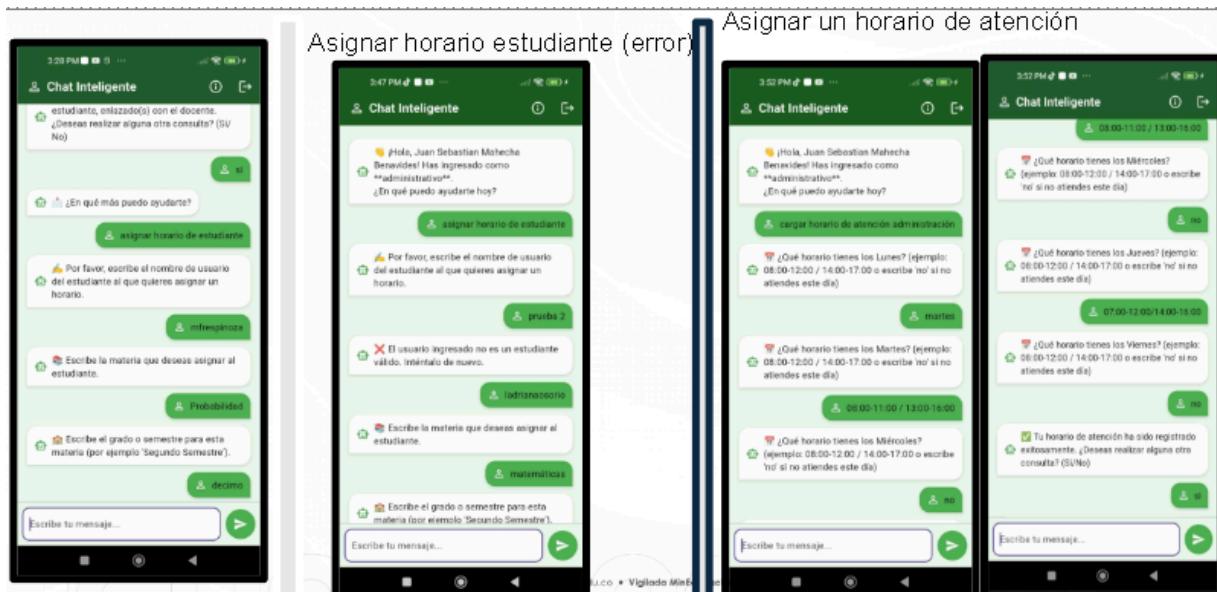 Asignar horario estudiante (error)
Asignar un horario de atención
3:28 PM
Chat Inteligente
estudiante, enlazado(s) con el docente.
¿Deseas realizar alguna otra consulta? (Si/
No)
si
¿En qué más puedo ayudarte?
asignar horario de estudiante
Por favor, escribe el nombre de usuario
del estudiante al que quieres asignar un
horario.
mfrespinoza
Escribe la materia que deseas asignar al
estudiante.
Probabilidad
Escribe el grado o semestre para esta
materia (por ejemplo 'Segundo Semestre').
decimo
Escribe tu mensaje...
3:47 PM
Chat Inteligente
¡Hola, Juan Sebastian Mahecha
Benavides! Has ingresado como
**administrativo**.
¿En qué puedo ayudarte hoy?
asignar horario de estudiante
Por favor, escribe el nombre de usuario
del estudiante al que quieres asignar un
horario.
prueba 2
El usuario ingresado no es un estudiante
válido. Inténtalo de nuevo.
ladrianaosorio
Escribe la materia que deseas asignar al
estudiante.
matemáticas
Escribe el grado o semestre para esta
materia (por ejemplo 'Segundo Semestre').
Escribe tu mensaje...
3:52 PM
Chat Inteligente
¡Hola, Juan Sebastian Mahecha
Benavides! Has ingresado como
**administrativo**.
¿En qué puedo ayudarte hoy?
cargar horario de atención administración
¿Qué horario tienes los Lunes? (ejemplo:
08:00-12:00 / 14:00-17:00 o escribe 'no' si no
atiendes este día)
martes
¿Qué horario tienes los Martes? (ejemplo:
08:00-12:00 / 14:00-17:00 o escribe 'no' si no
atiendes este día)
08:00-11:00 / 13:00-16:00
¿Qué horario tienes los Miércoles?
(ejemplo: 08:00-12:00 / 14:00-17:00 o escribe
'no' si no atiendes este día)
no
Escribe tu mensaje...
3:52 PM
Chat Inteligente
08:00-11:00 / 13:00-16:00
¿Qué horario tienes los Miércoles?
(ejemplo: 08:00-12:00 / 14:00-17:00 o escribe
'no' si no atiendes este día)
no
¿Qué horario tienes los Jueves? (ejemplo:
08:00-12:00 / 14:00-17:00 o escribe 'no' si no
atiendes este día)
07:00-12:00/14:00-16:00
¿Qué horario tienes los Viernes? (ejemplo:
08:00-12:00 / 14:00-17:00 o escribe 'no' si no
atiendes este día)
no
Tu horario de atención ha sido registrado
exitosamente. ¿Deseas realizar alguna otra
consulta? (Si/No)
si
Escribe tu mensaje...
u.co • Vigilada